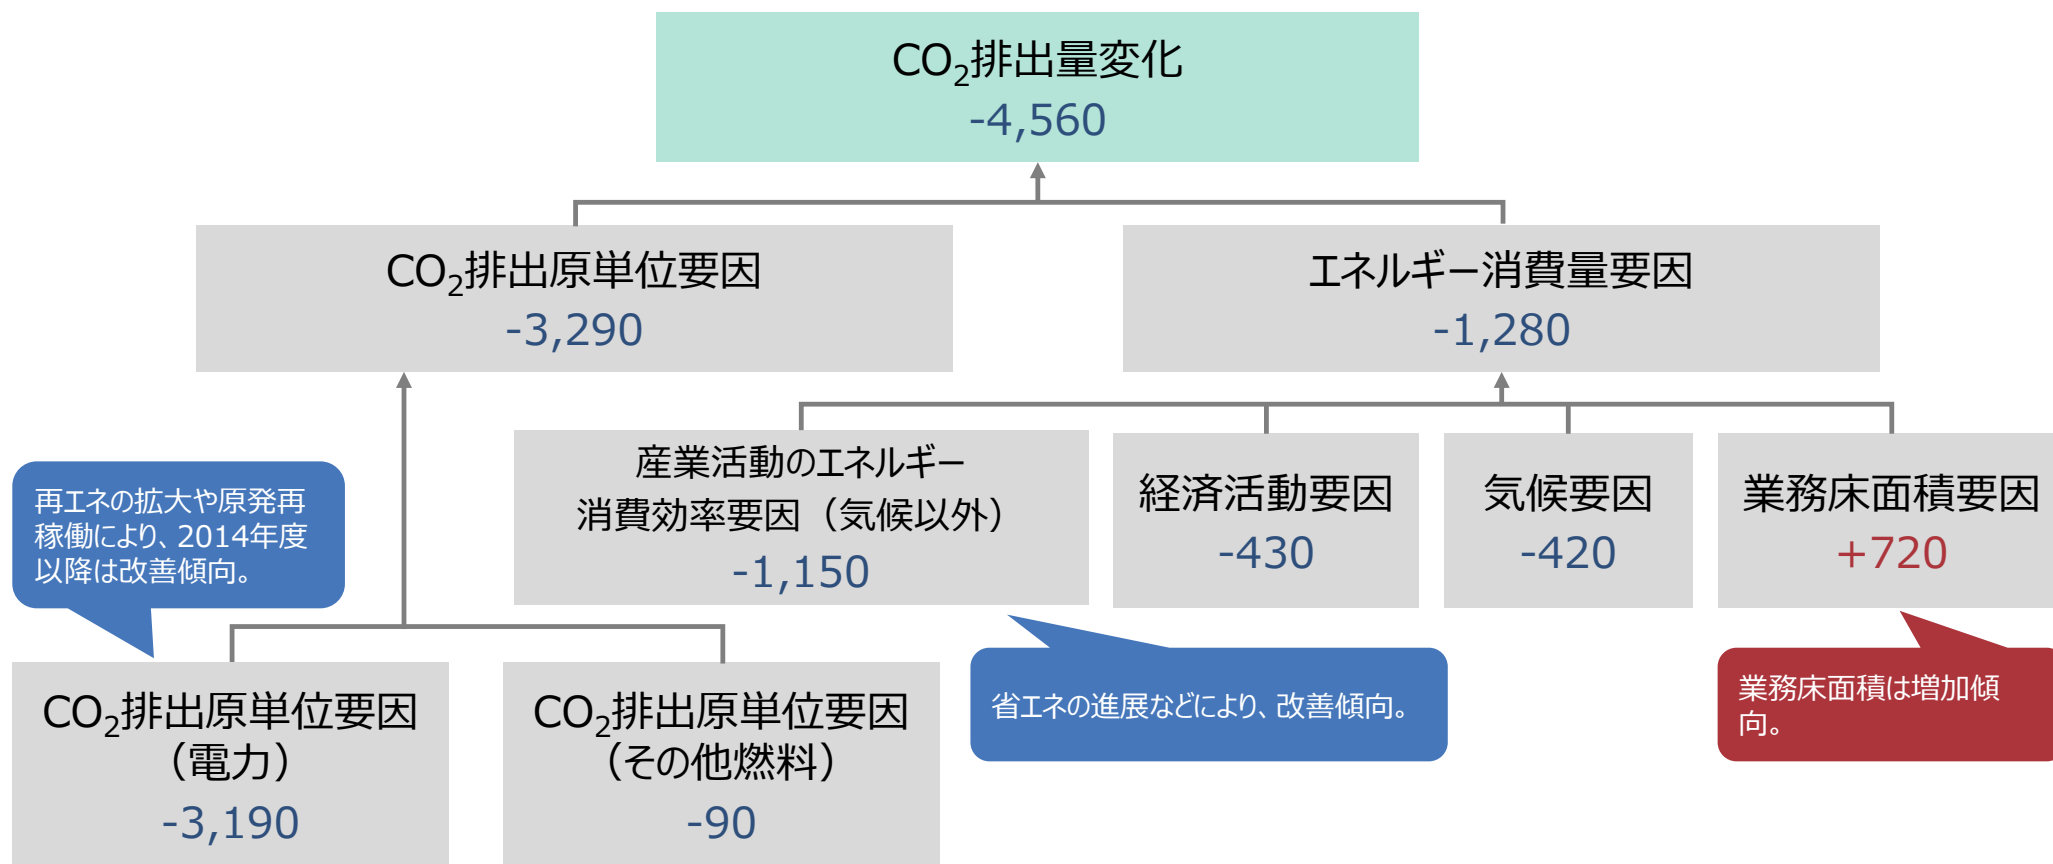 CO₂排出量変化
-4,560
CO₂排出原単位要因
-3,290
エネルギー消費量要因
-1,280
産業活動のエネルギー
消費効率要因（気候以外）
-1,150
経済活動要因
-430
気候要因
-420
業務床面積要因
+720
再エネの拡大や原発再
稼働により、2014年度
以降は改善傾向。
省エネの進展などにより、改善傾向。
業務床面積は増加傾
向。
CO₂排出原単位要因
（電力）
-3,190
CO₂排出原単位要因
（その他燃料）
-90